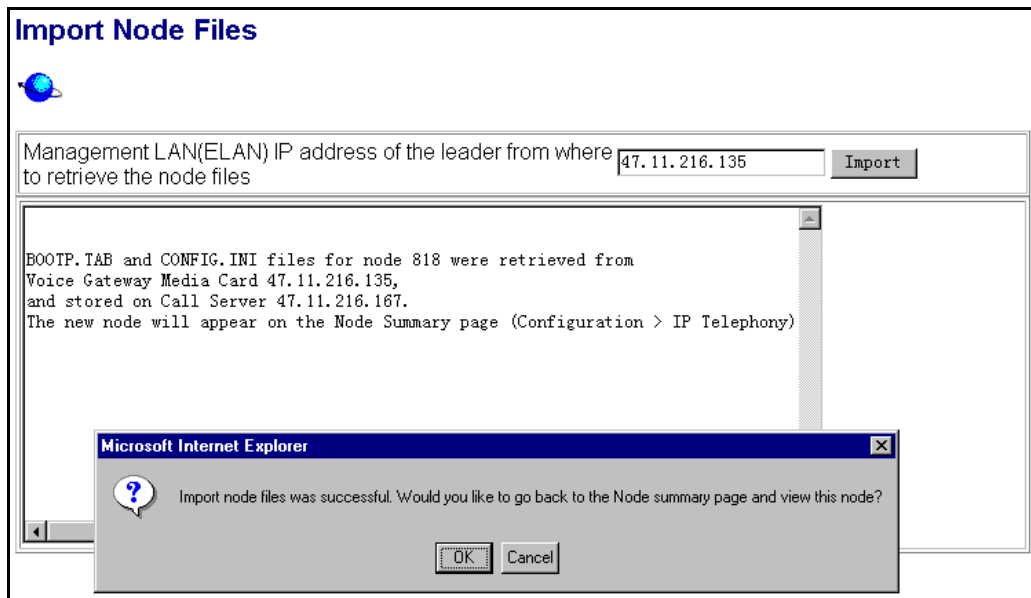 Import Node Files
Management LAN(ELAN) IP address of the leader from where
to retrieve the node files
47.11.216.135
Import
BOOTP.TAB and CONFIG.INI files for node 818 were retrieved from
Voice Gateway Media Card 47.11.216.135,
and stored on Call Server 47.11.216.167.
The new node will appear on the Node Summary page (Configuration > IP Telephony)
Microsoft Internet Explorer
Import node files was successful. Would you like to go back to the Node summary page and view this node?
OK
Cancel